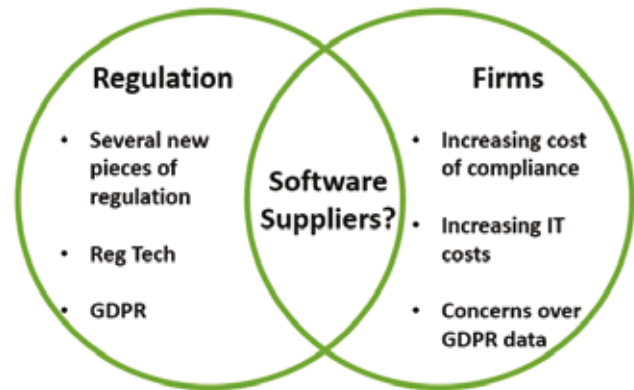 Regulation
• Several new
pieces of
regulation
• Reg Tech
• GDPR
Software
Suppliers?
Firms
• Increasing cost
of compliance
• Increasing IT
costs
• Concerns over
GDPR data